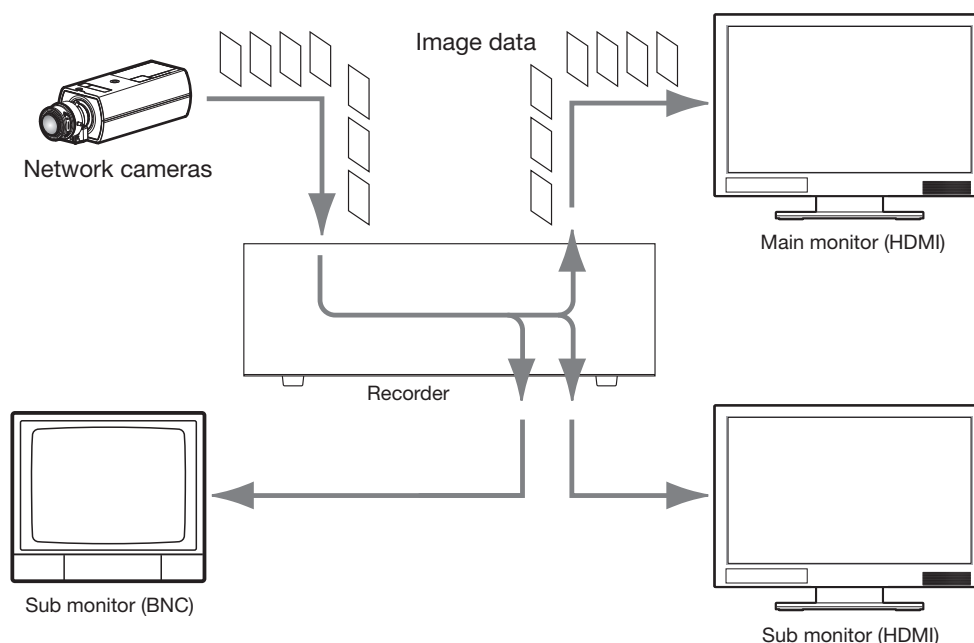 Image data
Network cameras
Main monitor (HDMI)
Recorder
Sub monitor (BNC)
Sub monitor (HDMI)